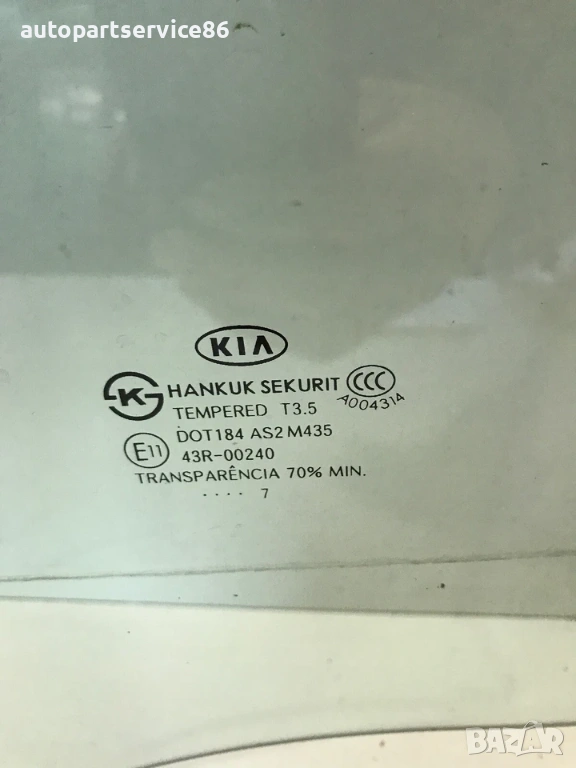 autopartservice86
KIA
K HANKUK SEKURIT CCC
A004314
TEMPERED T3.5
DOT184 AS2 M435
E11 43R-00240
TRANSPARÊNCIA 70% MIN.
.... 7
BAZAR